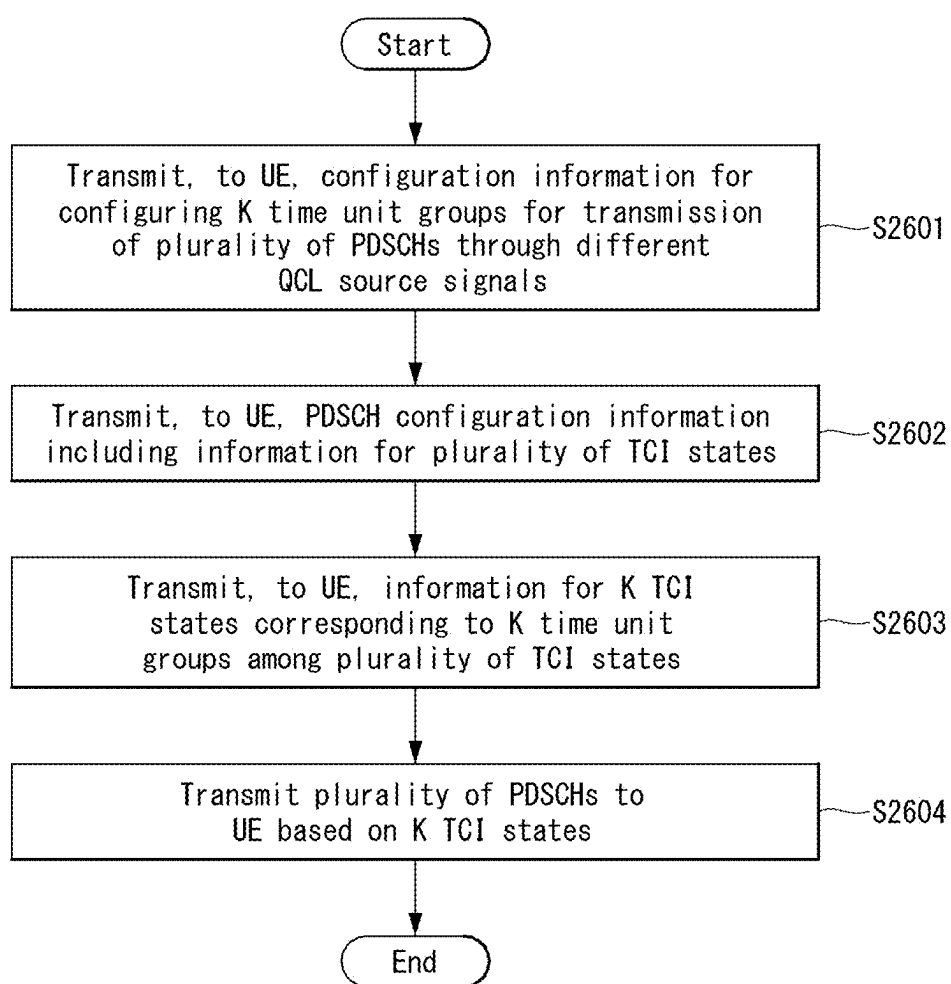 Start
Transmit, to UE, configuration information for
configuring K time unit groups for transmission
of plurality of PDSCHs through different
QCL source signals
S2601
Transmit, to UE, PDSCH configuration information
including information for plurality of TCI states
S2602
Transmit, to UE, information for K TCI
states corresponding to K time unit
groups among plurality of TCI states
S2603
Transmit plurality of PDSCHs to
UE based on K TCI states
S2604
End